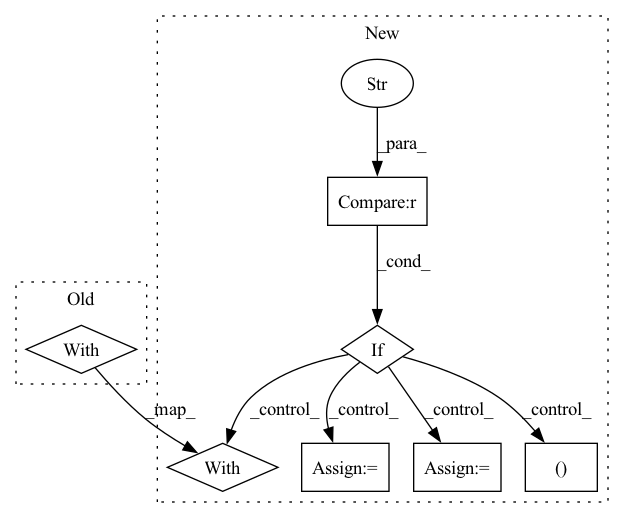 New
Str
_para_
Compare:r
_cond_
Old
With
If
_map_
_control_
_control_
_control_
_control_
With
Assign:=
Assign:=
()